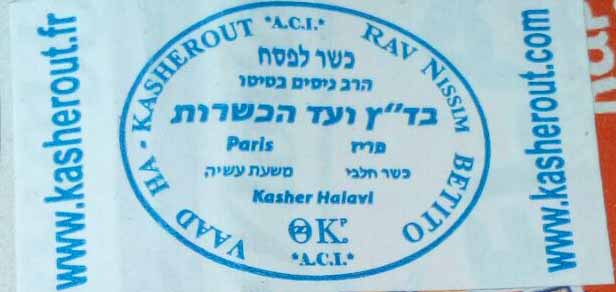 www.kasherout.fr
VAAD HA-KASHEROUT *A.C.I.* RAV NISSIM BETITO
כשר לפסח
הרב ניסים בטיטו
בד״ץ ועד הכשרות
Paris פריז
כשר חלבי משעת עשיה
Kasher Halavi
K.P
*A.C.I.*
www.kasherout.com